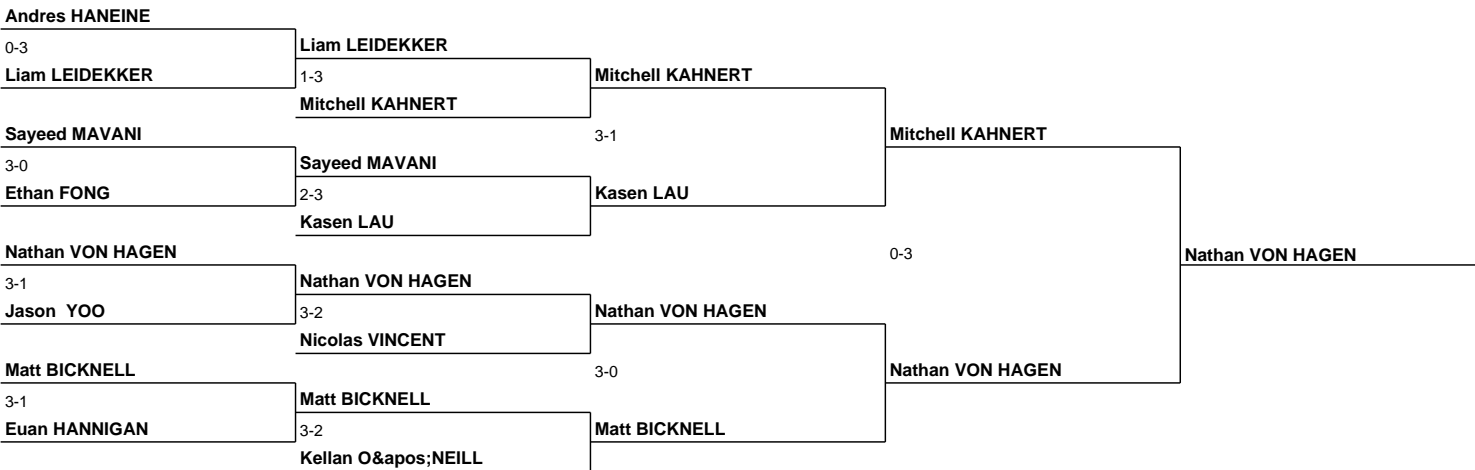 Andres HANEINE
0-3
Liam LEIDEKKER
Liam LEIDEKKER
1-3
Mitchell KAHNERT
Mitchell KAHNERT
Sayeed MAVANI
3-0
Ethan FONG
Sayeed MAVANI
2-3
Kasen LAU
3-1
Kasen LAU
Mitchell KAHNERT
Nathan VON HAGEN
3-1
Jason  YOO
Nathan VON HAGEN
3-2
Nicolas VINCENT
Nathan VON HAGEN
Matt BICKNELL
3-1
Euan HANNIGAN
Matt BICKNELL
3-2
Kellan O&apos;NEILL
3-0
Matt BICKNELL
Nathan VON HAGEN
0-3
Nathan VON HAGEN